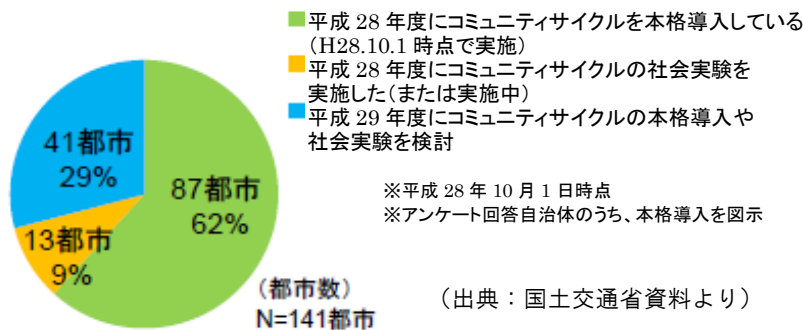 平成 28 年度にコミュニティサイクルを本格導入している
(H28.10.1 時点で実施)
平成 28 年度にコミュニティサイクルの社会実験を
実施した(または実施中)
平成 29 年度にコミュニティサイクルの本格導入や
社会実験を検討
41都市
29%
87都市
62%
13都市
9%
※平成 28 年 10 月 1 日時点
※アンケート回答自治体のうち、本格導入を図示
(都市数)
N=141都市
(出典:国土交通省資料より)